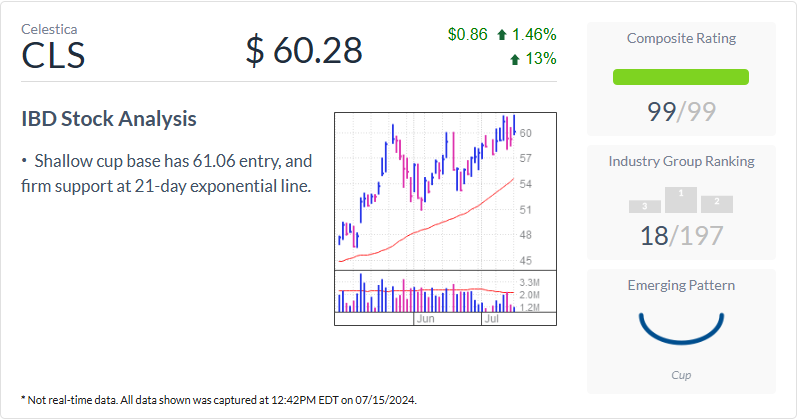 Celestica
CLS
$ 60.28
$0.86 1.46%
13%
IBD Stock Analysis
• Shallow cup base has 61.06 entry, and
firm support at 21-day exponential line.
60
57
54
51
48
45
3.3M
2.0M
1.2M
Jun Jul
Composite Rating
99/99
Industry Group Ranking
3 1 2
18/197
Emerging Pattern
Cup
* Not real-time data. All data shown was captured at 12:42PM EDT on 07/15/2024.